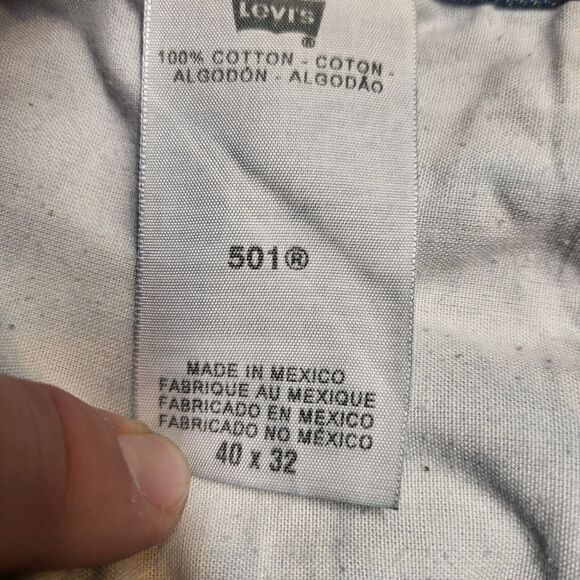 LEVI'S
®
100% COTTON - COTON -
ALGODÓN - ALGODÃO
501®
MADE IN MEXICO
FABRIQUE AU MEXIQUE
FABRICADO EN MEXICO
FABRICADO NO MÉXICO
40 x 32